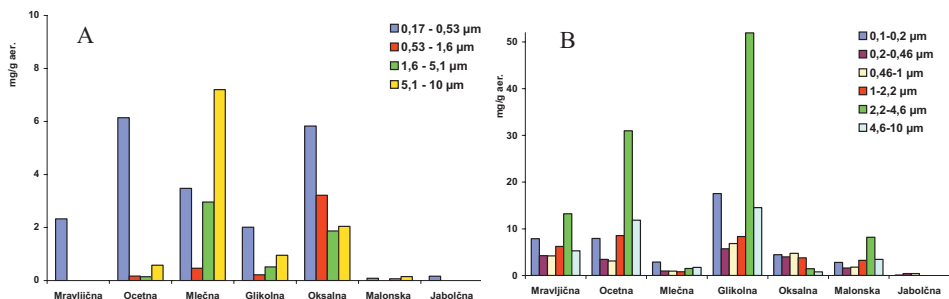 A
mg/g aer.
10
8
6
4
2
0
0,17 - 0,53 µm
0,53 - 1,6 µm
1,6 - 5,1 µm
5,1 - 10 µm
Mravljična Ocetna Mlečna Glikolna Oksalna Malonska Jabolčna
B
mg/g aer.
50
40
30
20
10
0
0,1-0,2 µm
0,2-0,46 µm
0,46-1 µm
1-2,2 µm
2,2-4,6 µm
4,6-10 µm
Mravljična Ocetna Mlečna Glikolna Oksalna Malonska Jabolčna